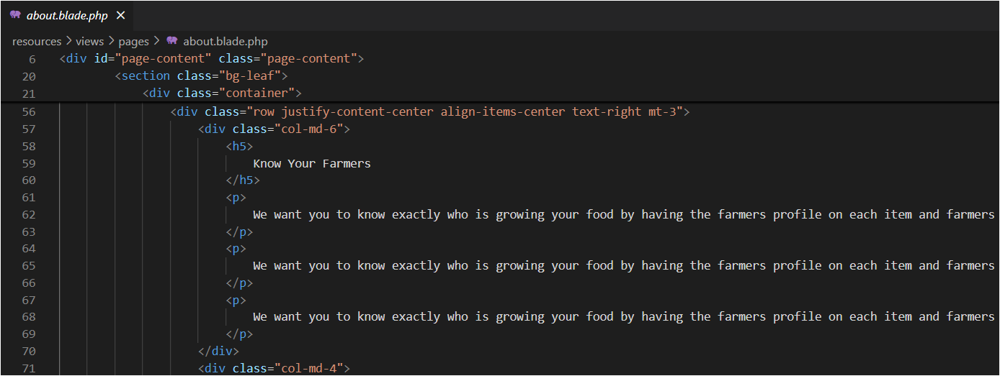 about.blade.php
resources > views > pages > about.blade.php
6 <div id="page-content" class="page-content">
20 <section class="bg-leaf">
21 <div class="container">
56 <div class="row justify-content-center align-items-center text-right mt-3">
57 <div class="col-md-6">
58 <h5>
59 Know Your Farmers
60 </h5>
61 <p>
62 We want you to know exactly who is growing your food by having the farmers profile on each item and farmers
63 </p>
64 <p>
65 We want you to know exactly who is growing your food by having the farmers profile on each item and farmers
66 </p>
67 <p>
68 We want you to know exactly who is growing your food by having the farmers profile on each item and farmers
69 </p>
70 </div>
71 <div class="col-md-4">